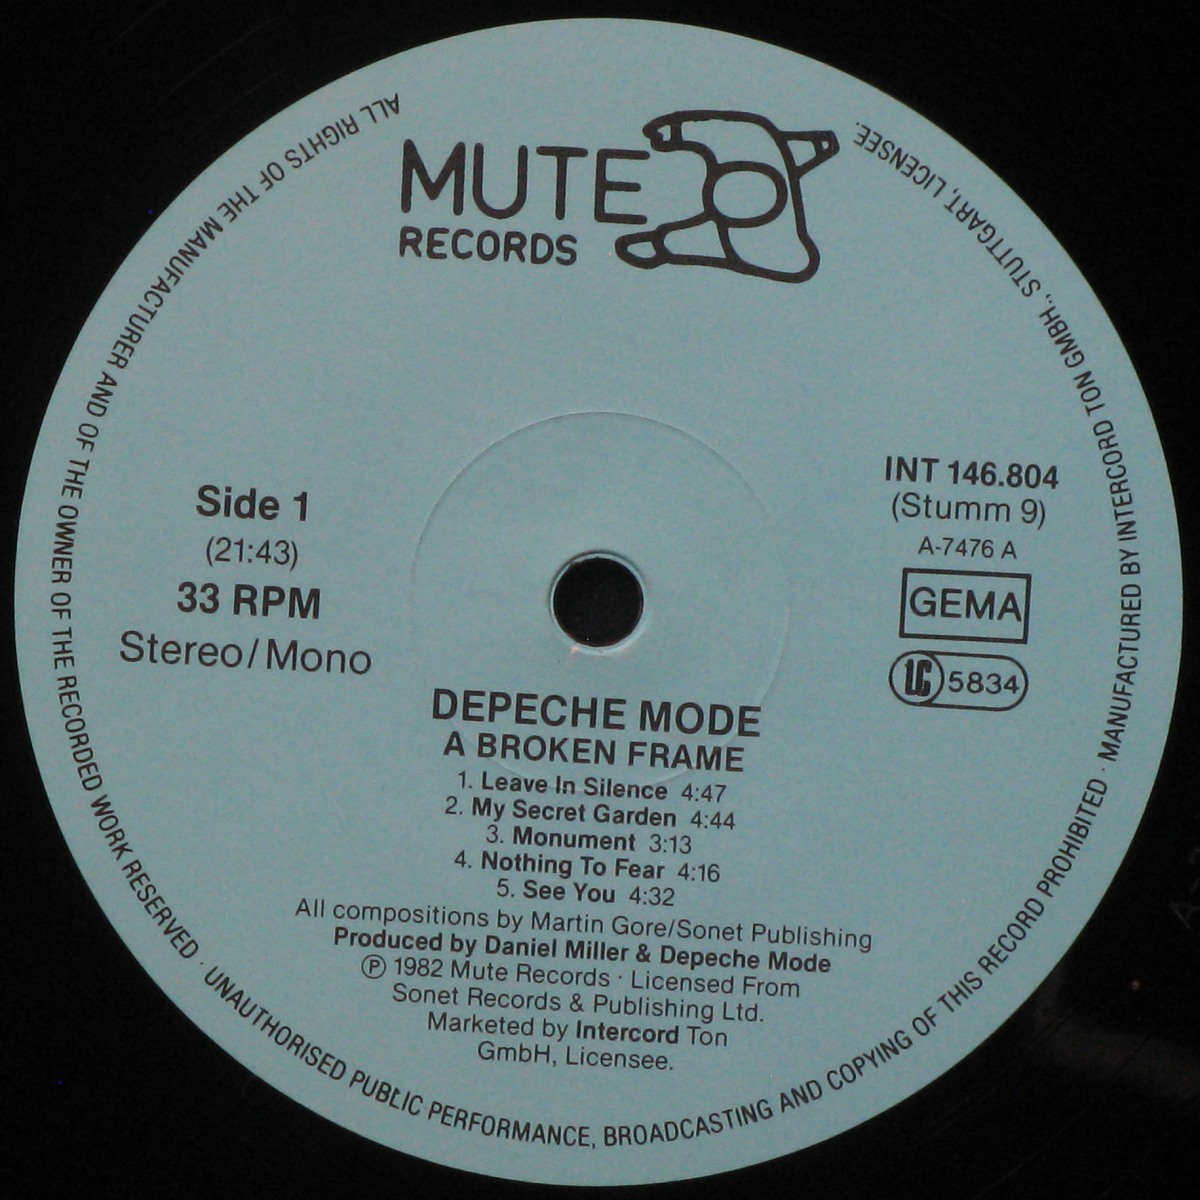 MUTE
RECORDS
Side 1
(21:43)
33 RPM
Stereo/Mono
INT 146.804
(Stumm 9)
A-7476 A
GEMA
LC 5834
DEPECHE MODE
A BROKEN FRAME
1. Leave In Silence 4:47
2. My Secret Garden 4:44
3. Monument 3:13
4. Nothing To Fear 4:16
5. See You 4:32
All compositions by Martin Gore/Sonet Publishing
Produced by Daniel Miller & Depeche Mode
Ⓟ 1982 Mute Records · Licensed From
Sonet Records & Publishing Ltd.
Marketed by Intercord Ton
GmbH, Licensee.
ALL RIGHTS OF THE MANUFACTURER AND OF THE OWNER OF THE RECORDED WORK RESERVED · UNAUTHORISED PUBLIC PERFORMANCE, BROADCASTING AND COPYING OF THIS RECORD PROHIBITED · MANUFACTURED BY INTERCORD TON GMBH., STUTTGART, LICENSEE.